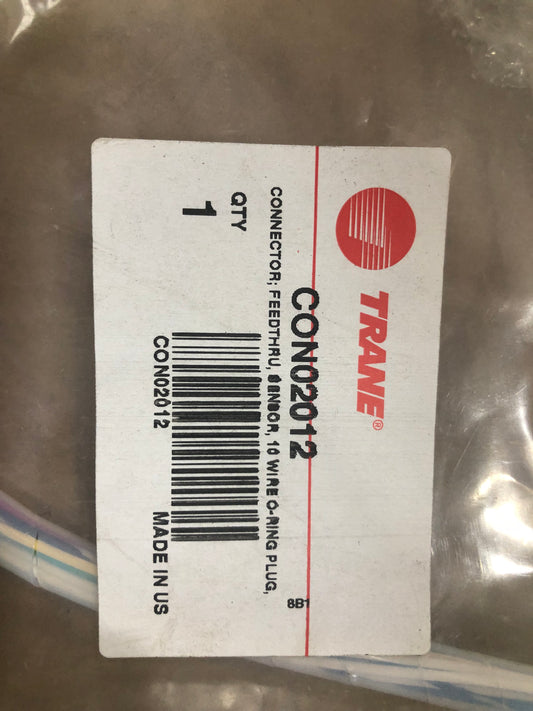 TRANE®
CON02012
CONNECTOR; FEEDTHRU, SENSOR, 10 WIRE O-RING PLUG,
8B1
QTY
1
CON02012
MADE IN US